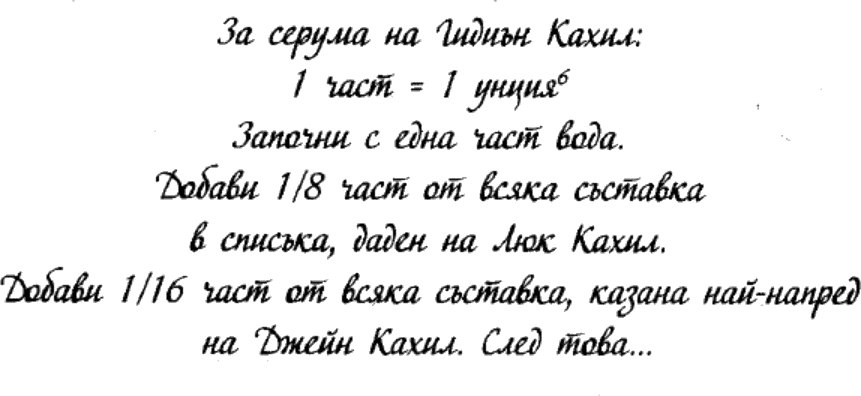 За серума на Гидиън Кахил:
1 част = 1 унция⁶
Започни с една част вода.
Добави 1/8 част от всяка съставка
в списъка, даден на Люк Кахил.
Добави 1/16 част от всяка съставка, казана най-напред
на Джейн Кахил. След това...